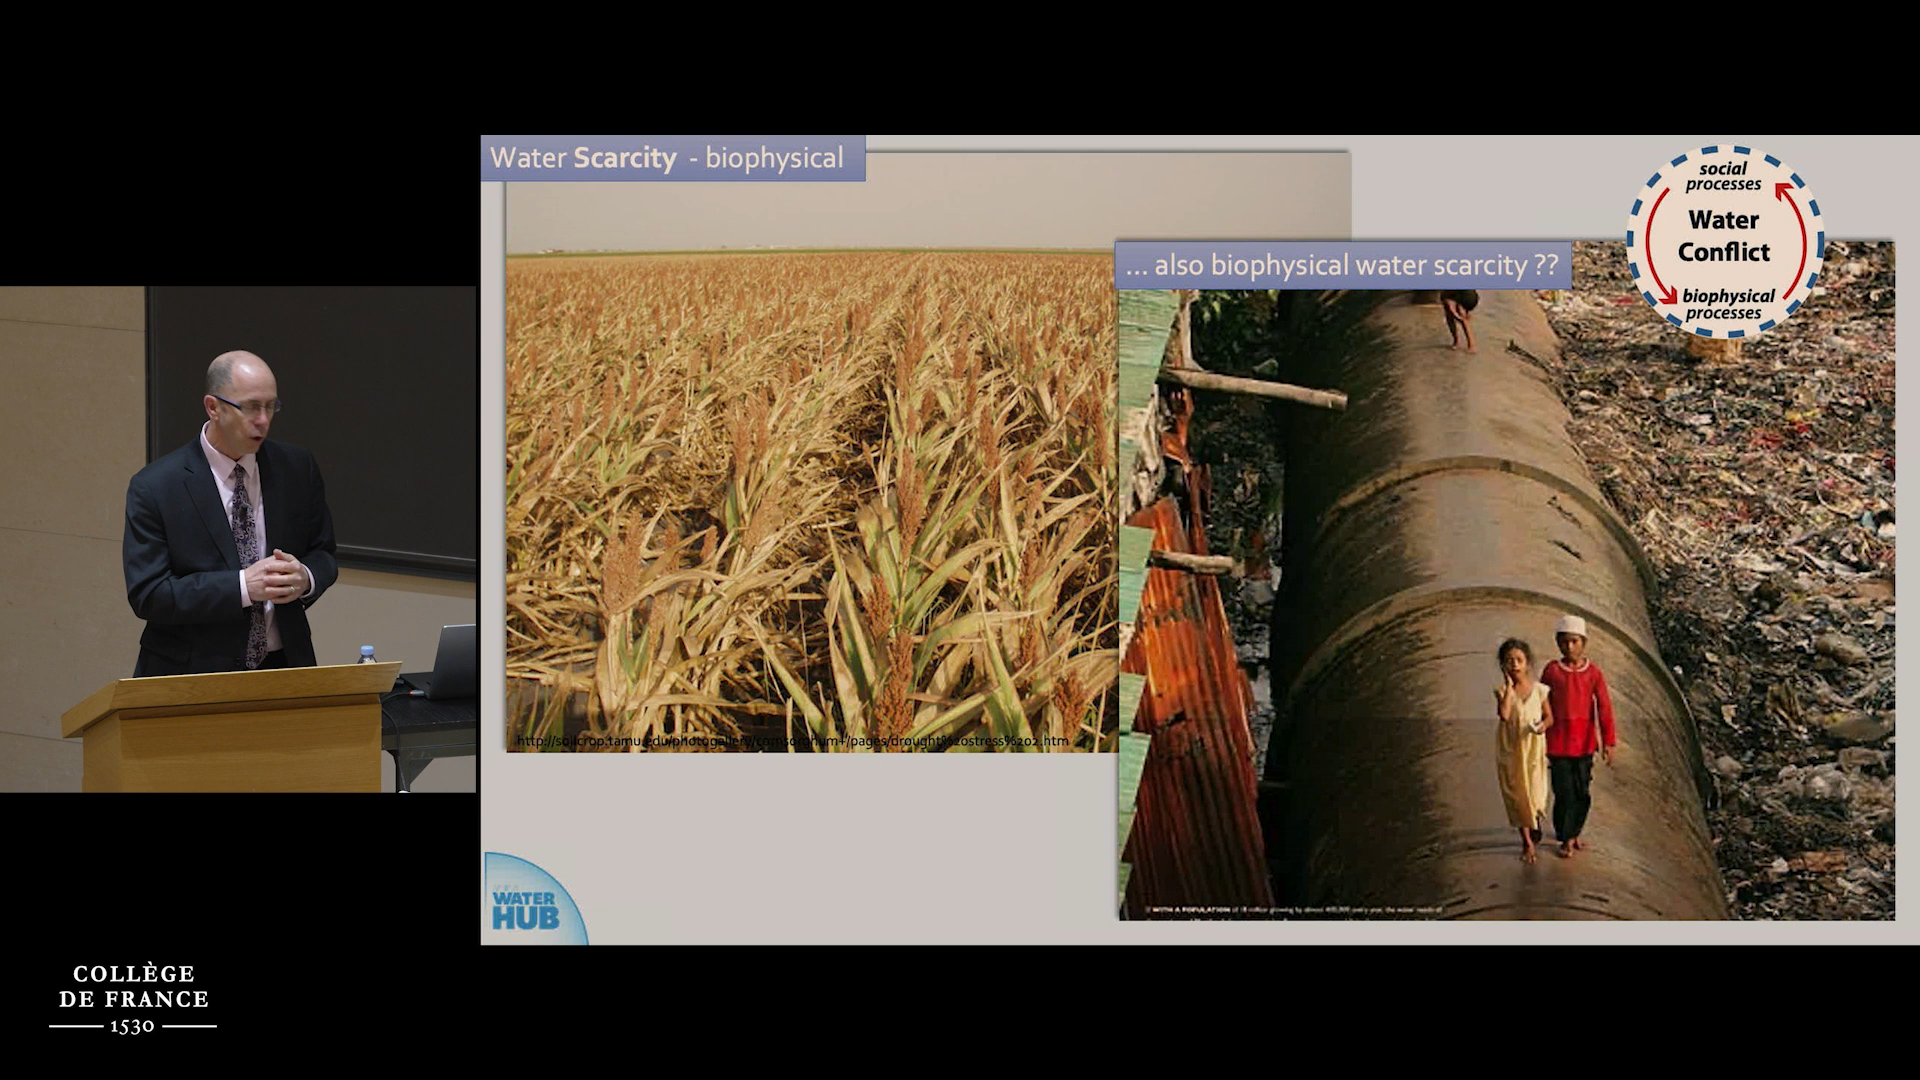 Water Scarcity - biophysical
... also biophysical water scarcity ??
social
processes
Water
Conflict
biophysical
processes
WATER
HUB
COLLÈGE
DE FRANCE
1530